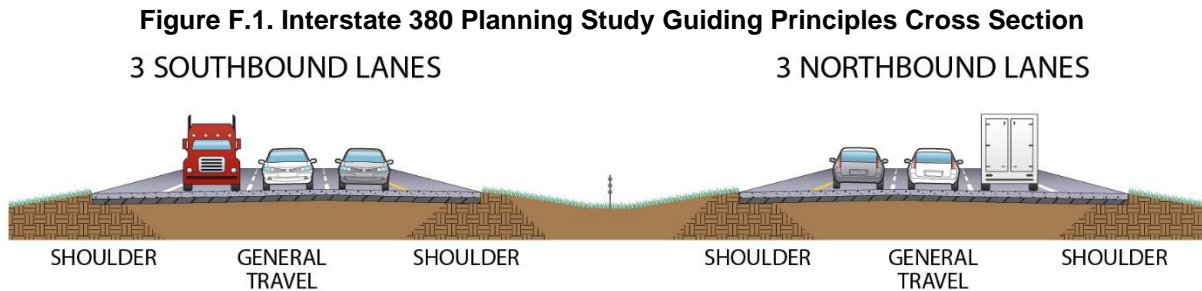 Figure F.1. Interstate 380 Planning Study Guiding Principles Cross Section
3 SOUTHBOUND LANES
3 NORTHBOUND LANES
SHOULDER
GENERAL
TRAVEL
SHOULDER
SHOULDER
GENERAL
TRAVEL
SHOULDER